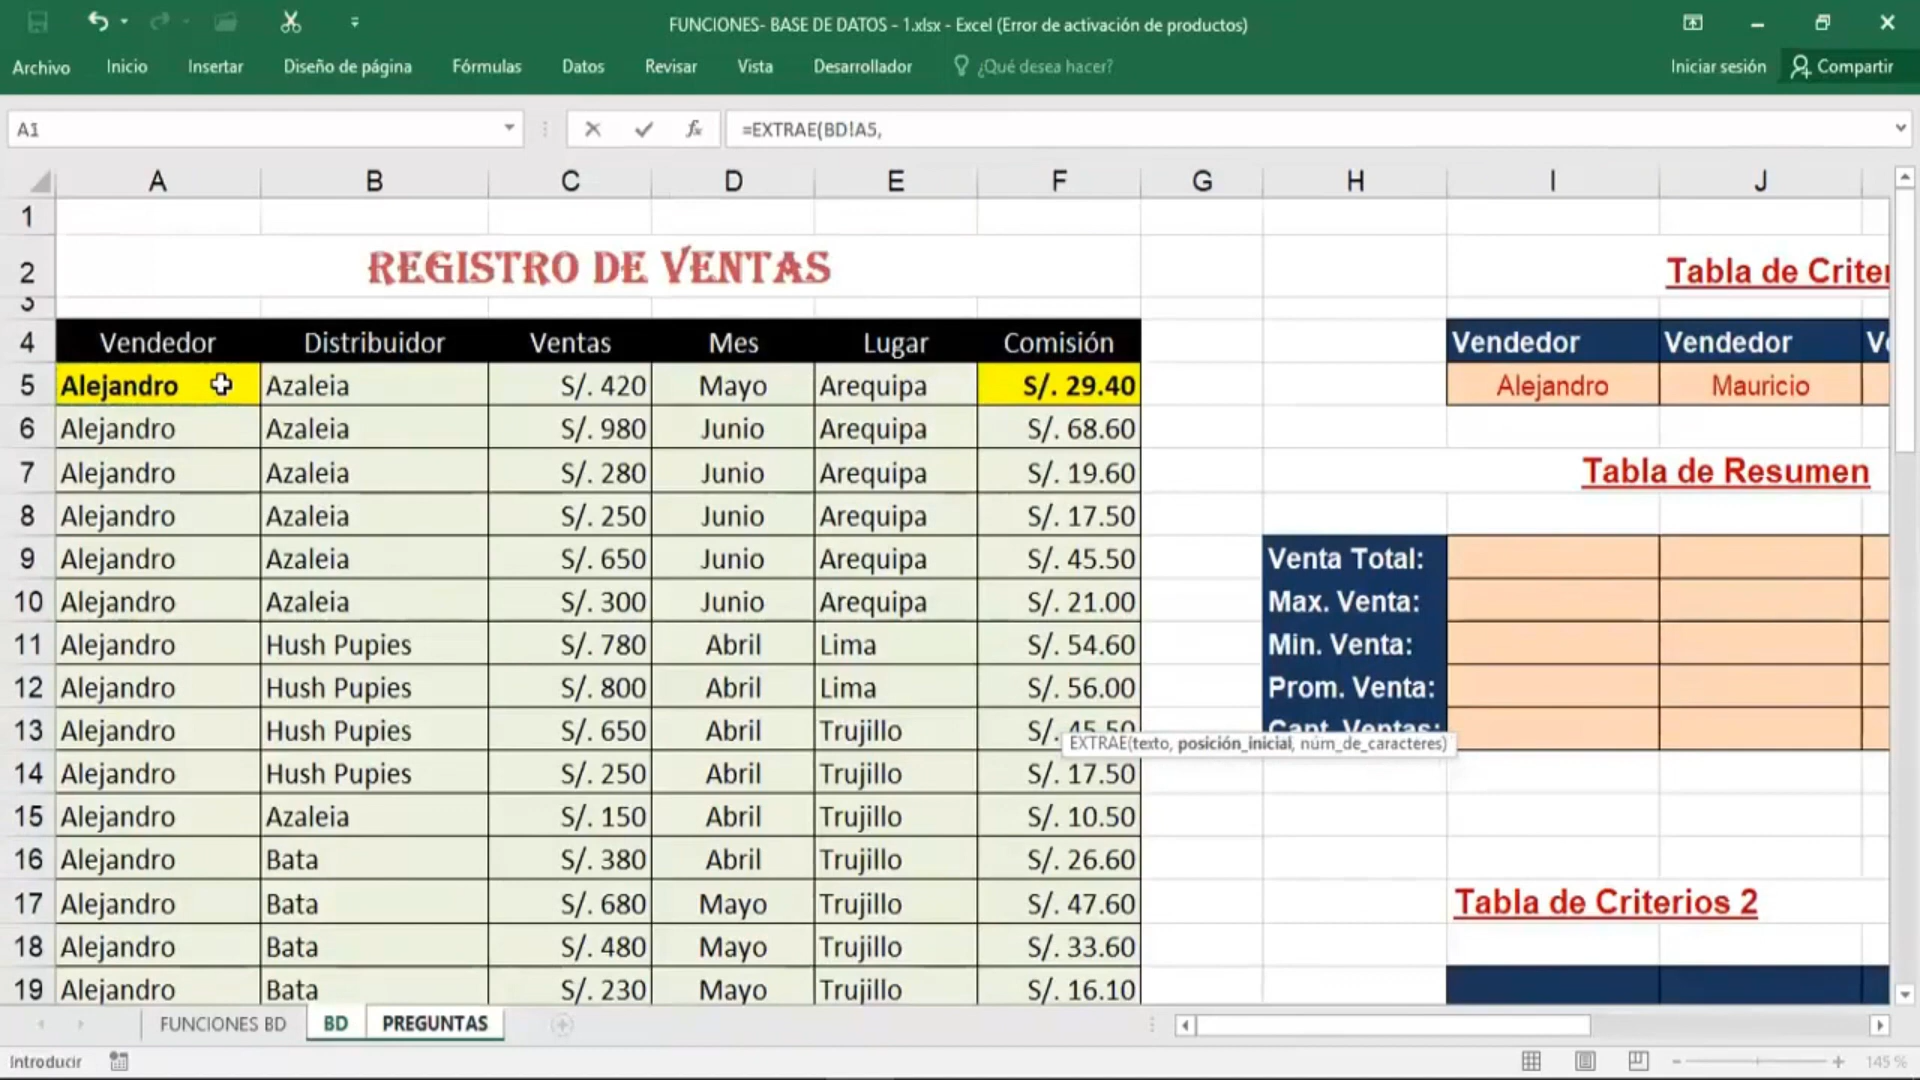 FUNCIONES- BASE DE DATOS - 1.xlsx - Excel (Error de activación de productos)
Archivo Inicio Insertar Diseño de página Fórmulas Datos Revisar Vista Desarrollador ¿Qué desea hacer? Iniciar sesión Compartir
A1 fx =EXTRAE(BD!A5,
A B C D E F G H I J
1
2 REGISTRO DE VENTAS Tabla de Criter
3
4 Vendedor Distribuidor Ventas Mes Lugar Comisión Vendedor Vendedor Ve
5 Alejandro Azaleia S/. 420 Mayo Arequipa S/. 29.40 Alejandro Mauricio
6 Alejandro Azaleia S/. 980 Junio Arequipa S/. 68.60
7 Alejandro Azaleia S/. 280 Junio Arequipa S/. 19.60 Tabla de Resumen
8 Alejandro Azaleia S/. 250 Junio Arequipa S/. 17.50
9 Alejandro Azaleia S/. 650 Junio Arequipa S/. 45.50 Venta Total:
10 Alejandro Azaleia S/. 300 Junio Arequipa S/. 21.00 Max. Venta:
11 Alejandro Hush Pupies S/. 780 Abril Lima S/. 54.60 Min. Venta:
12 Alejandro Hush Pupies S/. 800 Abril Lima S/. 56.00 Prom. Venta:
13 Alejandro Hush Pupies S/. 650 Abril Trujillo S/. 45.50 Cant. Ventas:
EXTRAE(texto, posición_inicial, núm_de_caracteres)
14 Alejandro Hush Pupies S/. 250 Abril Trujillo S/. 17.50
15 Alejandro Azaleia S/. 150 Abril Trujillo S/. 10.50
16 Alejandro Bata S/. 380 Abril Trujillo S/. 26.60
17 Alejandro Bata S/. 680 Mayo Trujillo S/. 47.60 Tabla de Criterios 2
18 Alejandro Bata S/. 480 Mayo Trujillo S/. 33.60
19 Alejandro Bata S/. 230 Mayo Trujillo S/. 16.10
FUNCIONES BD BD PREGUNTAS
Introducir 145 %